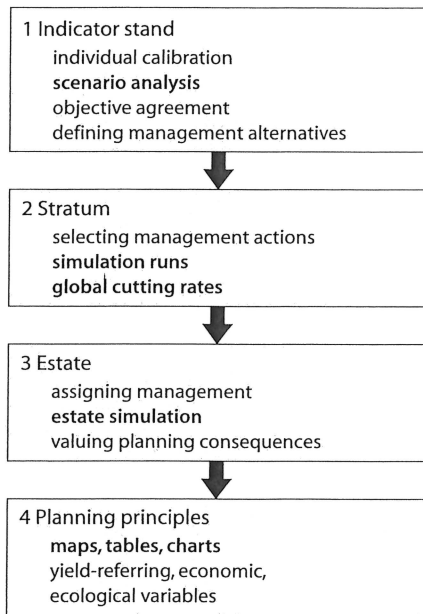 1 Indicator stand
individual calibration
scenario analysis
objective agreement
defining management alternatives
2 Stratum
selecting management actions
simulation runs
global cutting rates
3 Estate
assigning management
estate simulation
valuing planning consequences
4 Planning principles
maps, tables, charts
yield-referring, economic,
ecological variables